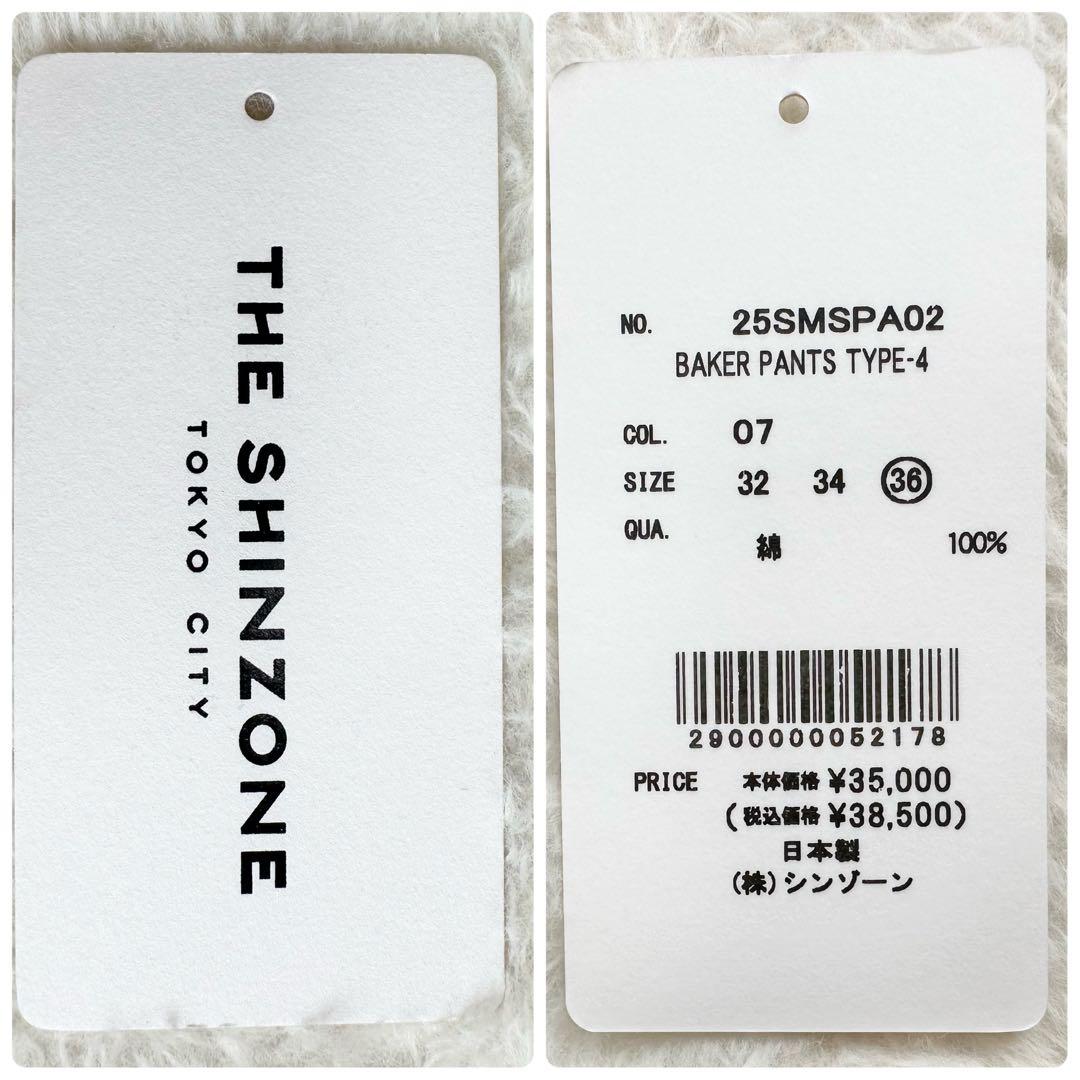 THE SHINZONE
TOKYO CITY
NO. 25SMSPA02
BAKER PANTS TYPE-4
COL. 07
SIZE 32 34 36
QUA.
綿 100%
2900000052178
PRICE 本体価格 ¥35,000
(税込価格 ¥38,500)
日本製
(株)シンゾーン